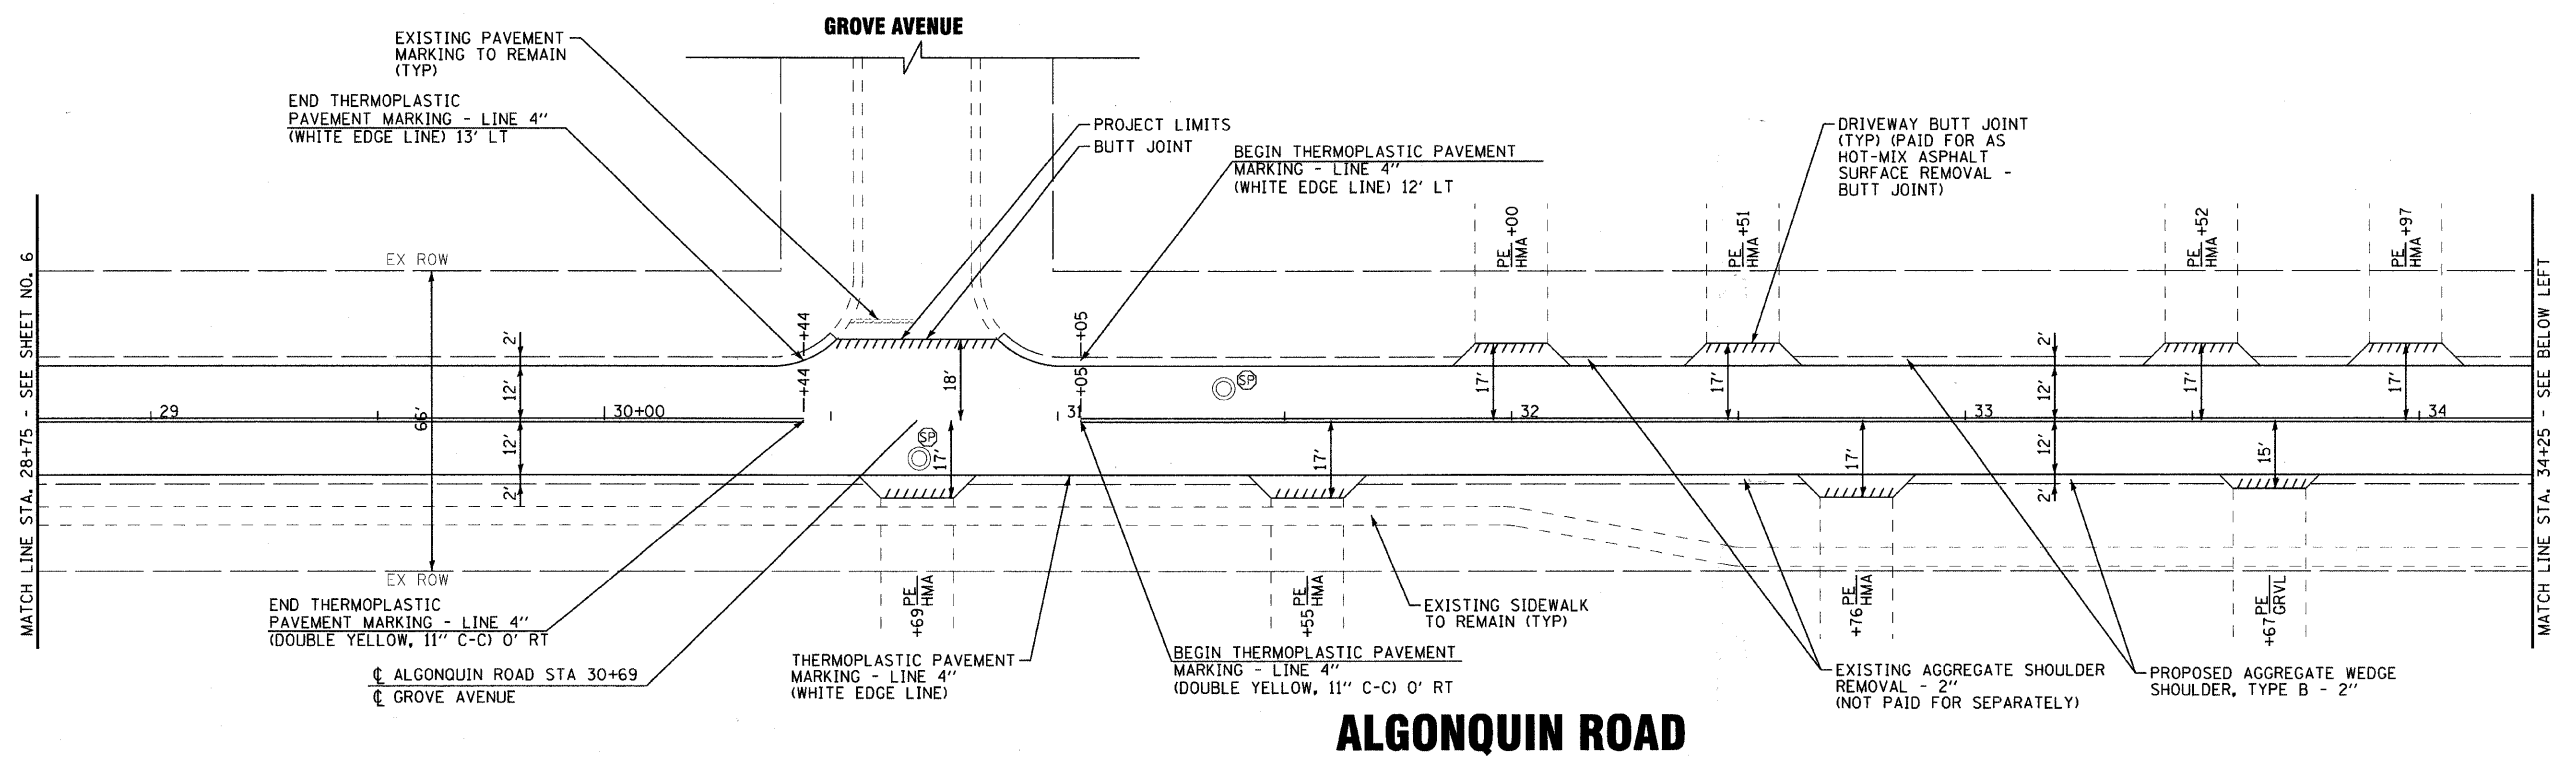 GROVE AVENUE
EXISTING PAVEMENT
MARKING TO REMAIN
(TYP)
END THERMOPLASTIC
PAVEMENT MARKING - LINE 4"
(WHITE EDGE LINE) 13' LT
PROJECT LIMITS
BUTT JOINT
BEGIN THERMOPLASTIC PAVEMENT
MARKING - LINE 4"
(WHITE EDGE LINE) 12' LT
DRIVEWAY BUTT JOINT
(TYP) (PAID FOR AS
HOT-MIX ASPHALT
SURFACE REMOVAL -
BUTT JOINT)
MATCH LINE STA. 28+75 - SEE SHEET NO. 6
EX ROW
PE
HMA +00
PE
HMA +51
PE
HMA +52
PE
HMA +97
MATCH LINE STA. 34+25 - SEE BELOW LEFT
2'
+44
+05
2'
12'
+44
18'
+05
SP
17'
17'
12'
17'
17'
29
66'
30+00
31
32
33
34
12'
SP
17'
17'
17'
12'
15'
2'
2'
EX ROW
+69 PE
HMA
+55 PE
HMA
+76 PE
HMA
+67 PE
GRVL
END THERMOPLASTIC
PAVEMENT MARKING - LINE 4"
(DOUBLE YELLOW, 11" C-C) 0' RT
℄ ALGONQUIN ROAD STA 30+69
℄ GROVE AVENUE
THERMOPLASTIC PAVEMENT
MARKING - LINE 4"
(WHITE EDGE LINE)
BEGIN THERMOPLASTIC PAVEMENT
MARKING - LINE 4"
(DOUBLE YELLOW, 11" C-C) 0' RT
EXISTING SIDEWALK
TO REMAIN (TYP)
EXISTING AGGREGATE SHOULDER
REMOVAL - 2"
(NOT PAID FOR SEPARATELY)
PROPOSED AGGREGATE WEDGE
SHOULDER, TYPE B - 2"
ALGONQUIN ROAD